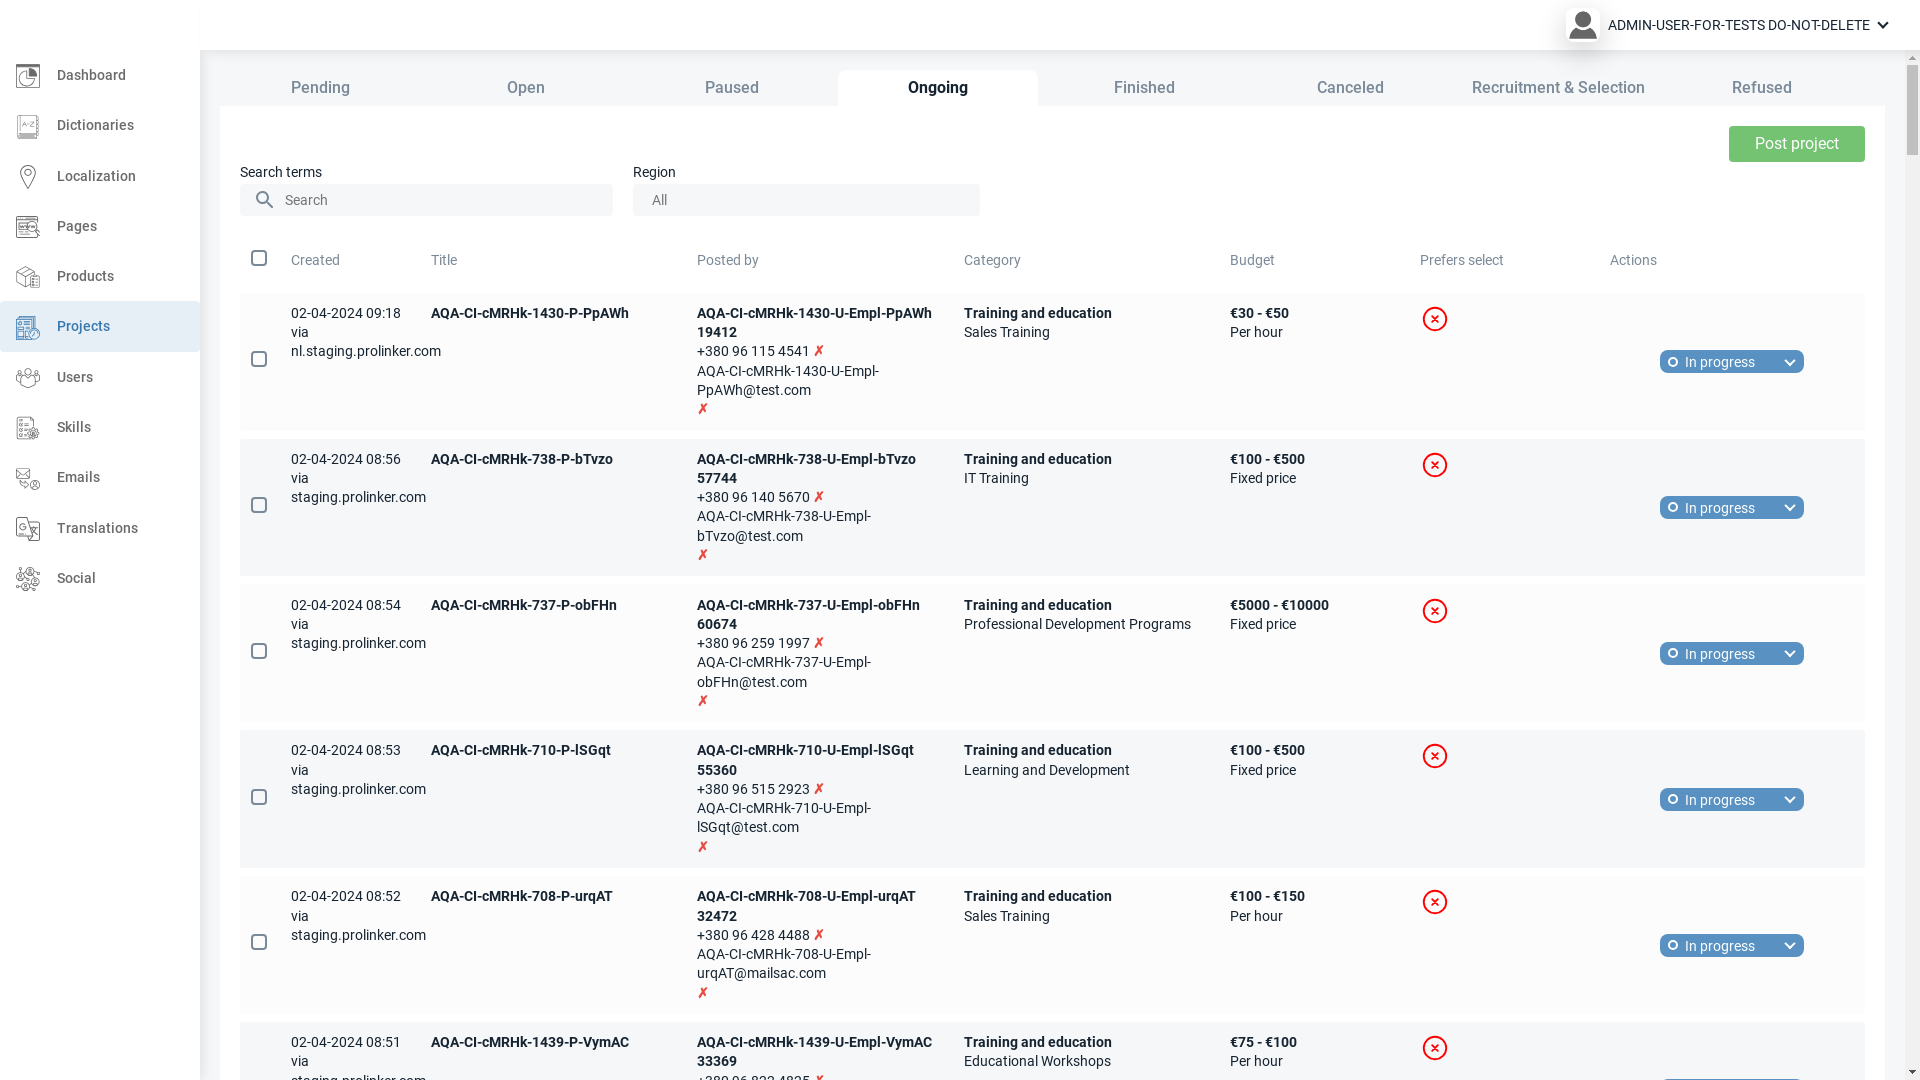 ADMIN-USER-FOR-TESTS DO-NOT-DELETE
Dashboard
Dictionaries
Localization
Pages
Products
Projects
Users
Skills
Emails
Translations
Social
Pending Open Paused Ongoing Finished Canceled Recruitment & Selection Refused
Post project
Search terms
Search
Region
All
Created Title Posted by Category Budget Prefers select Actions
02-04-2024 09:18
via
nl.staging.prolinker.com
AQA-CI-cMRHk-1430-P-PpAWh
AQA-CI-cMRHk-1430-U-Empl-PpAWh
19412
+380 96 115 4541 ✗
AQA-CI-cMRHk-1430-U-Empl-
PpAWh@test.com
✗
Training and education
Sales Training
€30 - €50
Per hour
In progress
02-04-2024 08:56
via
staging.prolinker.com
AQA-CI-cMRHk-738-P-bTvzo
AQA-CI-cMRHk-738-U-Empl-bTvzo
57744
+380 96 140 5670 ✗
AQA-CI-cMRHk-738-U-Empl-
bTvzo@test.com
✗
Training and education
IT Training
€100 - €500
Fixed price
In progress
02-04-2024 08:54
via
staging.prolinker.com
AQA-CI-cMRHk-737-P-obFHn
AQA-CI-cMRHk-737-U-Empl-obFHn
60674
+380 96 259 1997 ✗
AQA-CI-cMRHk-737-U-Empl-
obFHn@test.com
✗
Training and education
Professional Development Programs
€5000 - €10000
Fixed price
In progress
02-04-2024 08:53
via
staging.prolinker.com
AQA-CI-cMRHk-710-P-lSGqt
AQA-CI-cMRHk-710-U-Empl-lSGqt
55360
+380 96 515 2923 ✗
AQA-CI-cMRHk-710-U-Empl-
lSGqt@test.com
✗
Training and education
Learning and Development
€100 - €500
Fixed price
In progress
02-04-2024 08:52
via
staging.prolinker.com
AQA-CI-cMRHk-708-P-urqAT
AQA-CI-cMRHk-708-U-Empl-urqAT
32472
+380 96 428 4488 ✗
AQA-CI-cMRHk-708-U-Empl-
urqAT@mailsac.com
✗
Training and education
Sales Training
€100 - €150
Per hour
In progress
02-04-2024 08:51
via
staging.prolinker.com
AQA-CI-cMRHk-1439-P-VymAC
AQA-CI-cMRHk-1439-U-Empl-VymAC
33369
+380 96 822 4825 ✗
Training and education
Educational Workshops
€75 - €100
Per hour